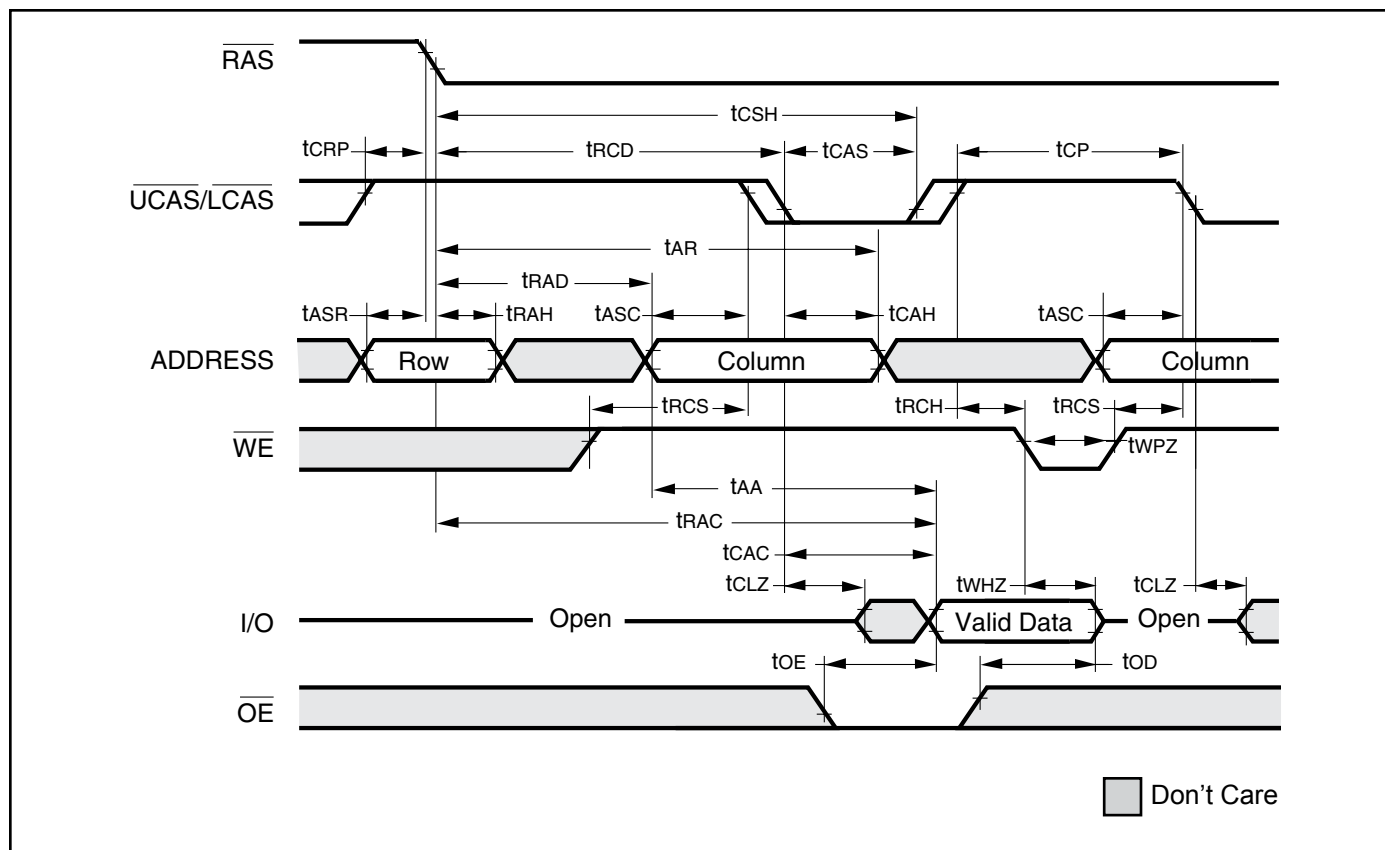 RAS
tCSH
tCRP
tRCD
tCAS
tCP
UCAS/LCAS
tAR
tRAD
tASR
tRAH
tASC
tCAH
tASC
ADDRESS
Row
Column
Column
tRCS
tRCH
tRCS
WE
tWPZ
tAA
tRAC
tCAC
tCLZ
tWHZ
tCLZ
I/O
Open
Valid Data
Open
tOE
tOD
OE
Don't Care